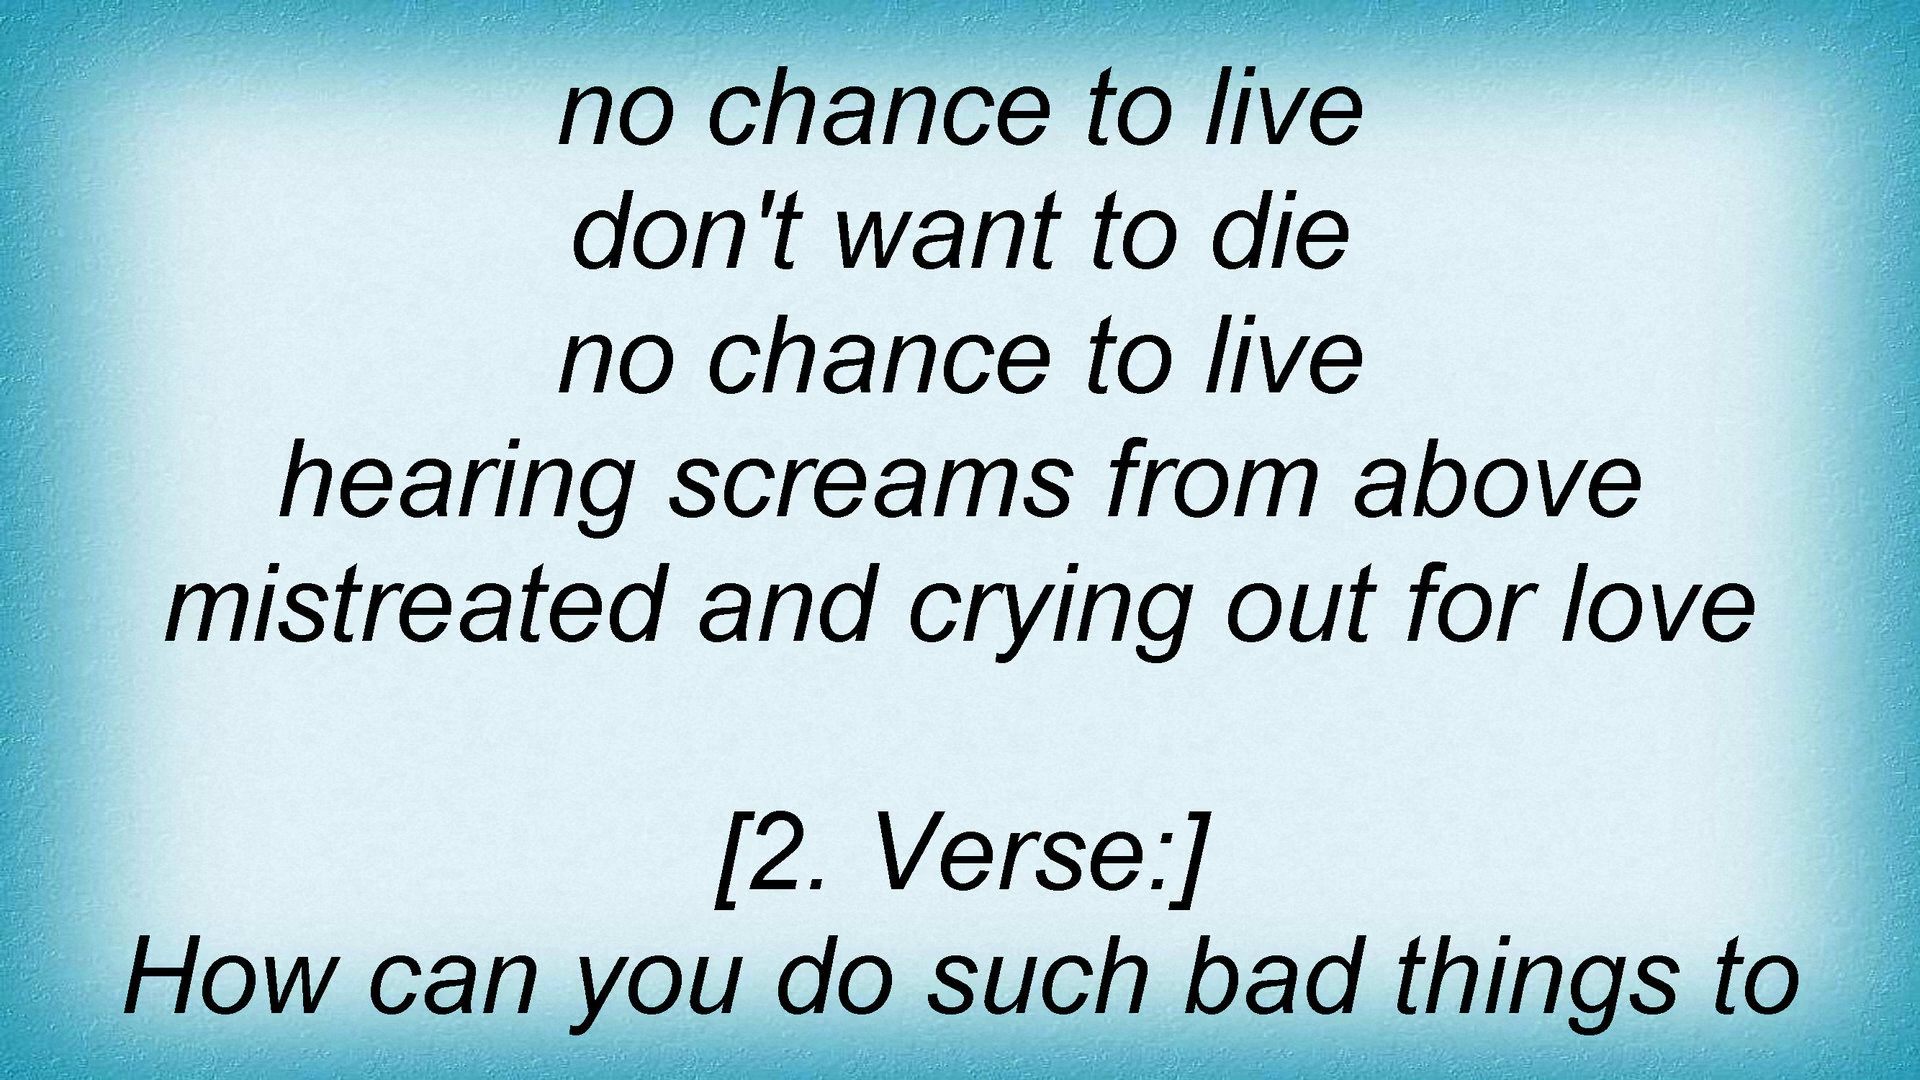 no chance to live
don't want to die
no chance to live
hearing screams from above
mistreated and crying out for love
[2. Verse:]
How can you do such bad things to